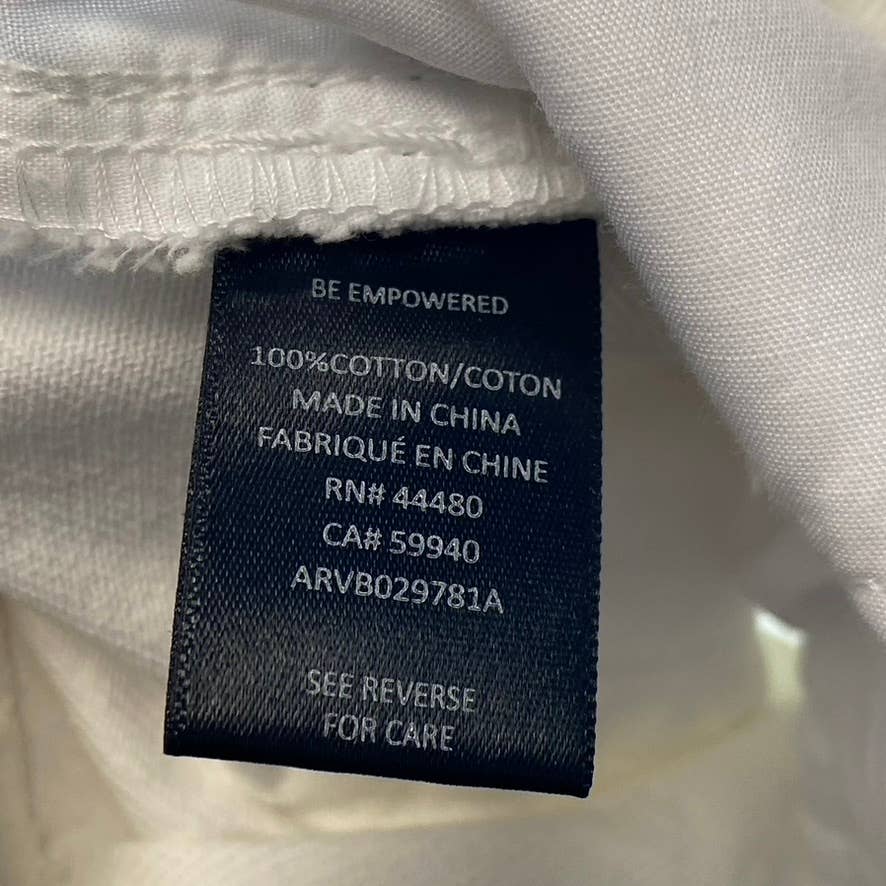 BE EMPOWERED
100%COTTON/COTON
MADE IN CHINA
FABRIQUÉ EN CHINE
RN# 44480
CA# 59940
ARVB029781A
SEE REVERSE
FOR CARE